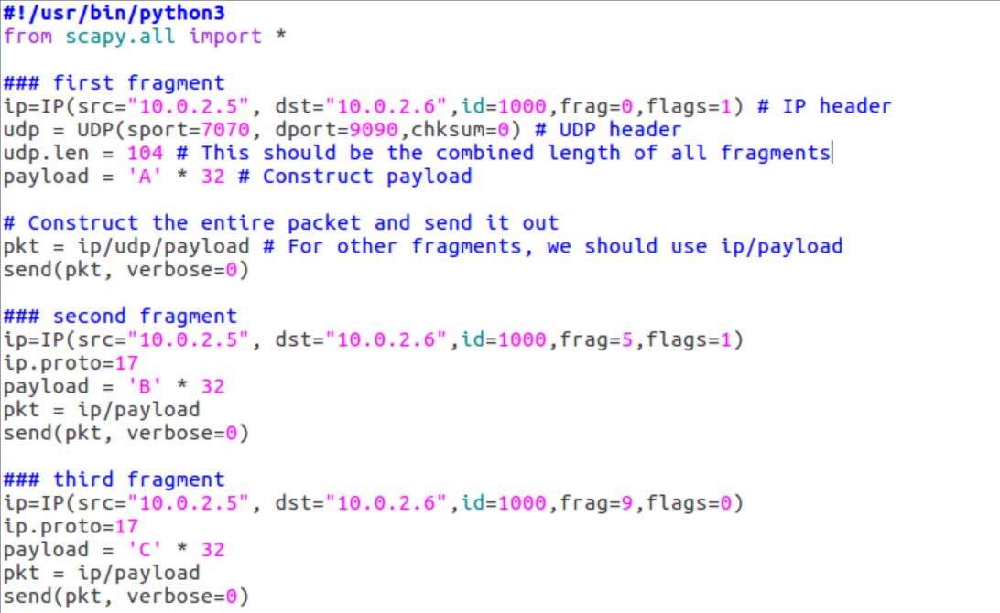 #!/usr/bin/python3
from scapy.all import *
### first fragment
ip=IP(src="10.0.2.5", dst="10.0.2.6",id=1000,frag=0,flags=1) # IP header
udp = UDP(sport=7070, dport=9090,chksum=0) # UDP header
udp.len = 104 # This should be the combined length of all fragments
payload = 'A' * 32 # Construct payload
# Construct the entire packet and send it out
pkt = ip/udp/payload # For other fragments, we should use ip/payload
send(pkt, verbose=0)
### second fragment
ip=IP(src="10.0.2.5", dst="10.0.2.6",id=1000,frag=5,flags=1)
ip.proto=17
payload = 'B' * 32
pkt = ip/payload
send(pkt, verbose=0)
### third fragment
ip=IP(src="10.0.2.5", dst="10.0.2.6",id=1000,frag=9,flags=0)
ip.proto=17
payload = 'C' * 32
pkt = ip/payload
send(pkt, verbose=0)